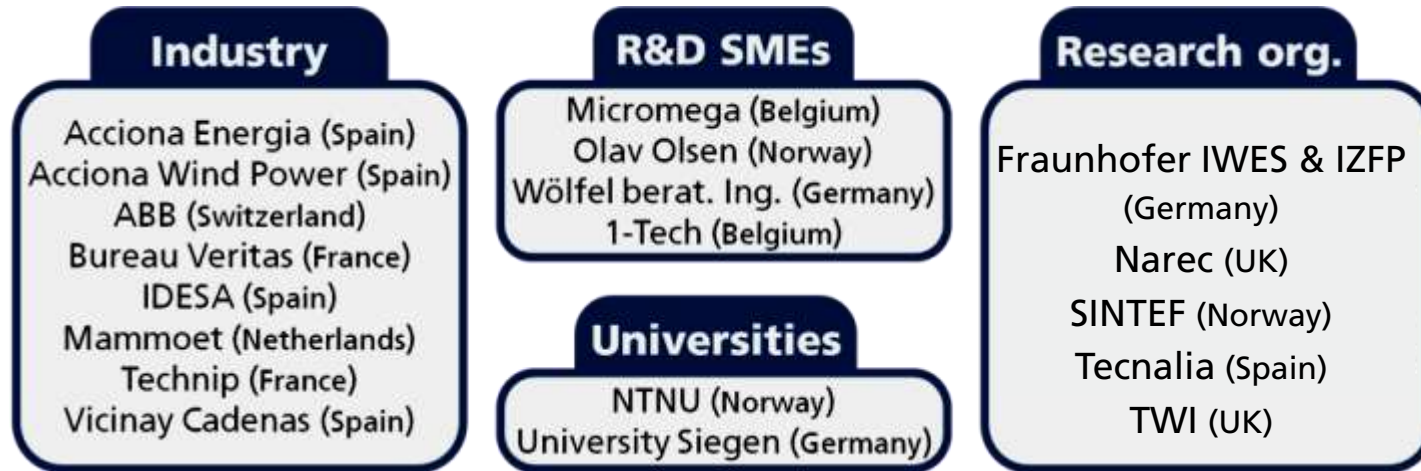 Industry
Acciona Energia (Spain)
Acciona Wind Power (Spain)
ABB (Switzerland)
Bureau Veritas (France)
IDESA (Spain)
Mammoet (Netherlands)
Technip (France)
Vicinay Cadenas (Spain)
R&D SMEs
Micromega (Belgium)
Olav Olsen (Norway)
Wölfel berat. Ing. (Germany)
1-Tech (Belgium)
Universities
NTNU (Norway)
University Siegen (Germany)
Research org.
Fraunhofer IWES & IZFP
(Germany)
Narec (UK)
SINTEF (Norway)
Tecnalia (Spain)
TWI (UK)